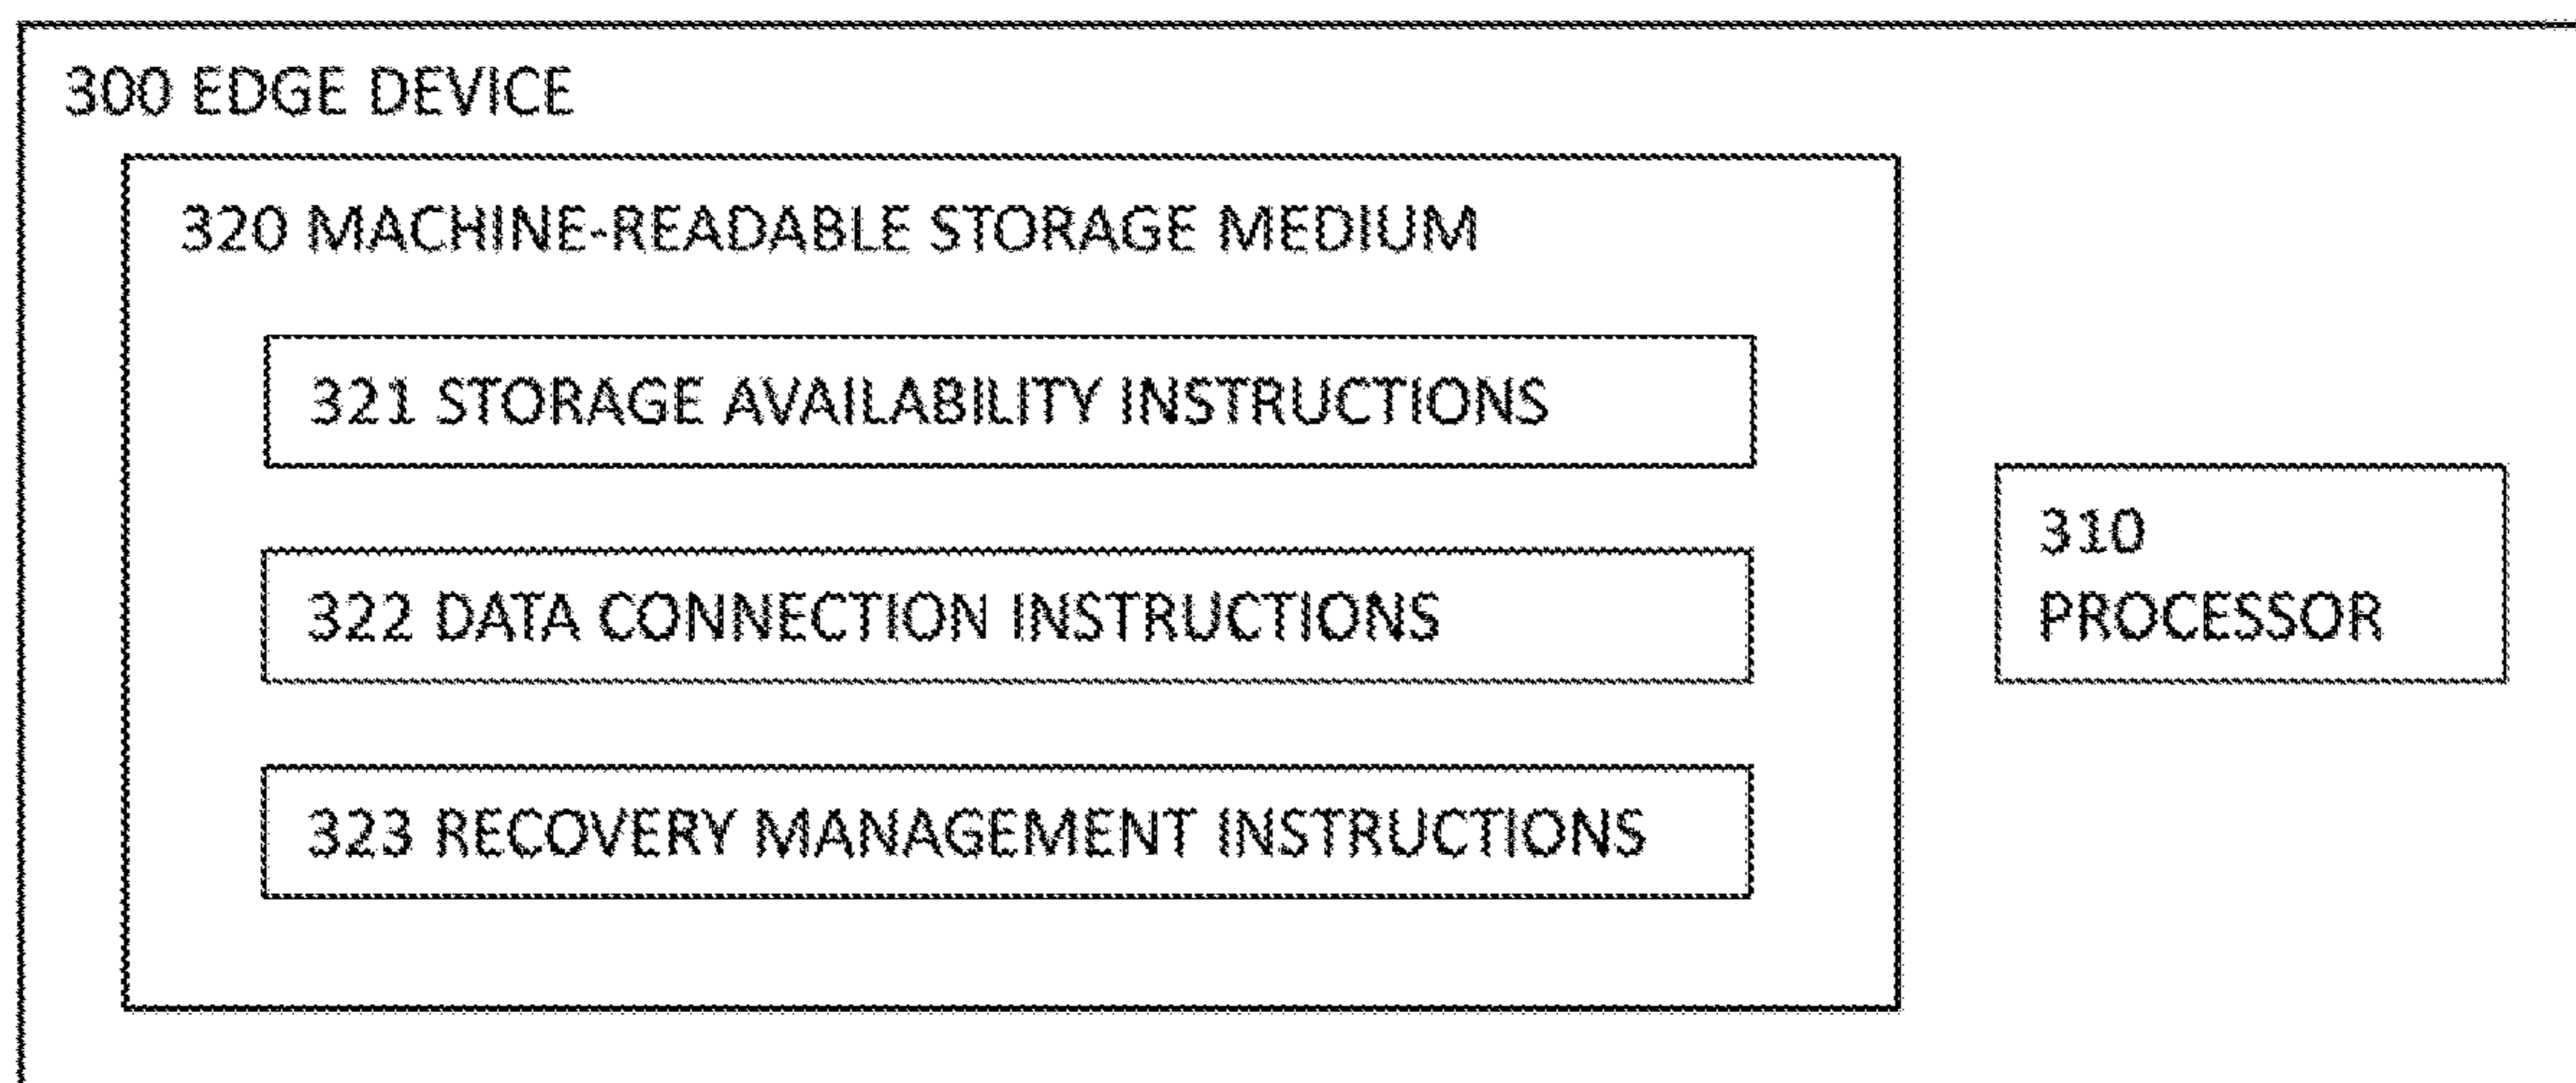 300 EDGE DEVICE
320 MACHINE-READABLE STORAGE MEDIUM
321 STORAGE AVAILABILITY INSTRUCTIONS
322 DATA CONNECTION INSTRUCTIONS
323 RECOVERY MANAGEMENT INSTRUCTIONS
310
PROCESSOR